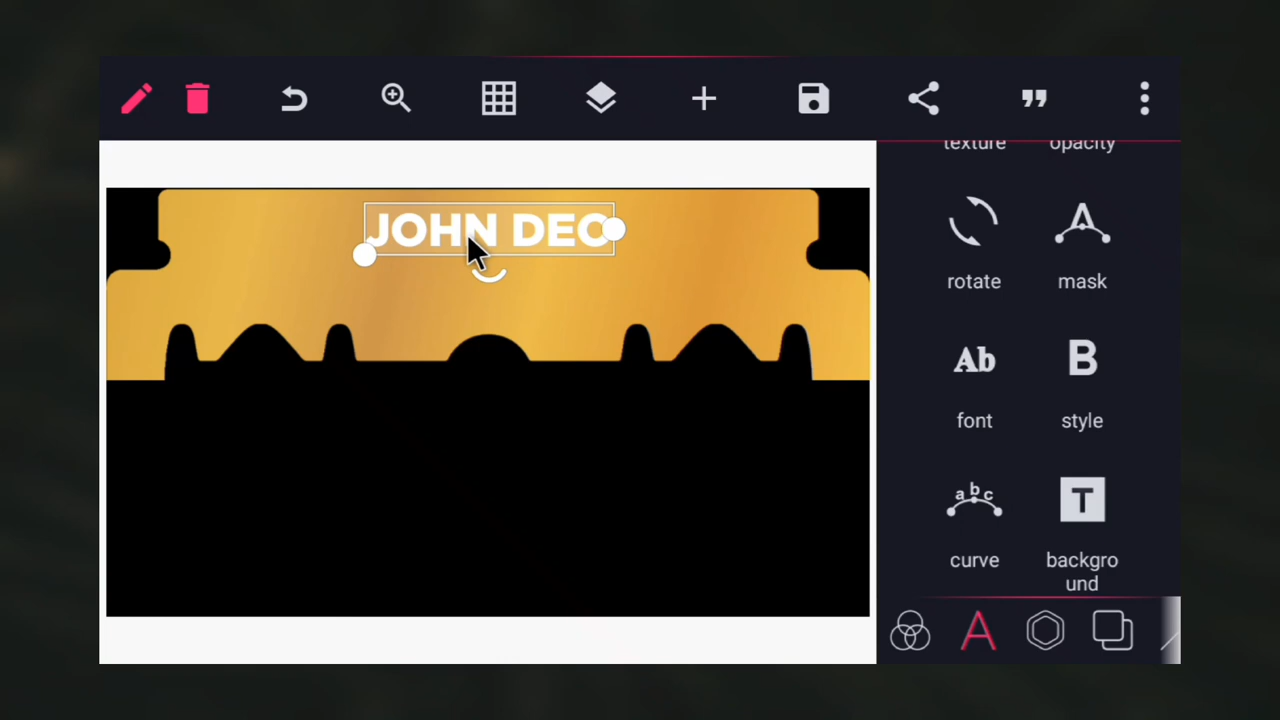 texture opacity
JOHN DEO
rotate mask
Ab B
font style
abc T
curve backgro
und
A